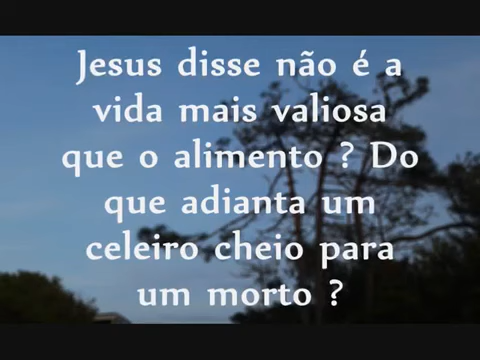 Jesus disse não é a
vida mais valiosa
que o alimento ? Do
que adianta um
celeiro cheio para
um morto ?